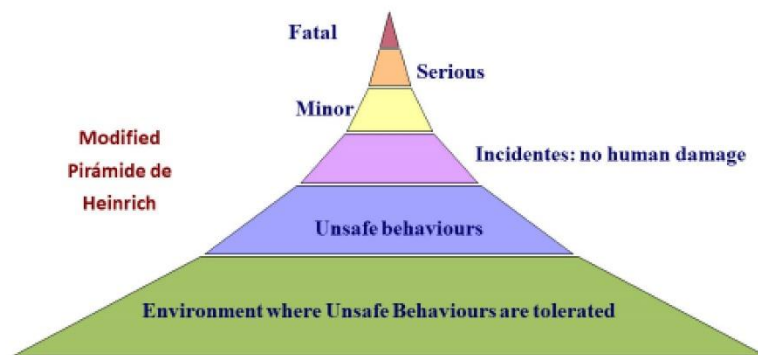 Fatal
Serious
Minor
Modified
Pirámide de
Heinrich
Incidentes: no human damage
Unsafe behaviours
Environment where Unsafe Behaviours are tolerated